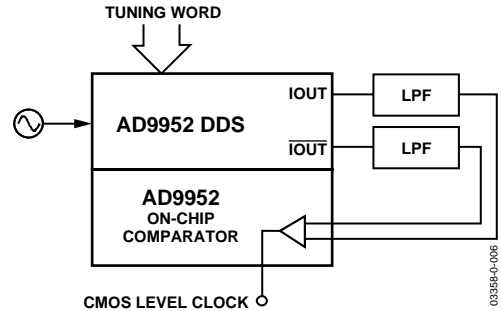 TUNING WORD
AD9952 DDS
IOUT
LPF
IOUT
LPF
AD9952
ON-CHIP
COMPARATOR
CMOS LEVEL CLOCK
03358-0-006